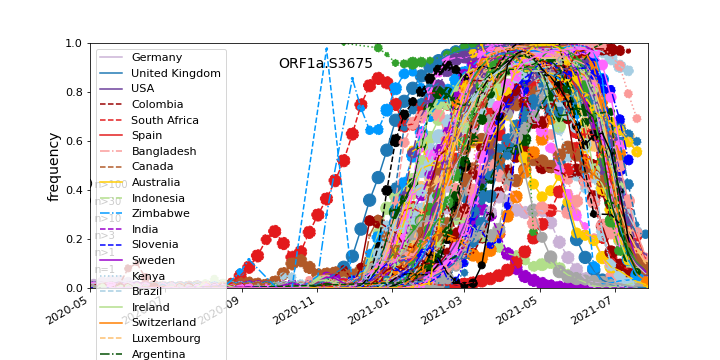 ORF1a.S3675
frequency
1.0
0.8
0.6
0.4
0.2
0.0
2020-05
2020-09
2020-11
2021-01
2021-03
2021-05
2021-07
n>100
n>30
n>10
n>3
n>1
n=1
Germany
United Kingdom
USA
Colombia
South Africa
Spain
Bangladesh
Canada
Australia
Indonesia
Zimbabwe
India
Slovenia
Sweden
Kenya
Brazil
Ireland
Switzerland
Luxembourg
Argentina